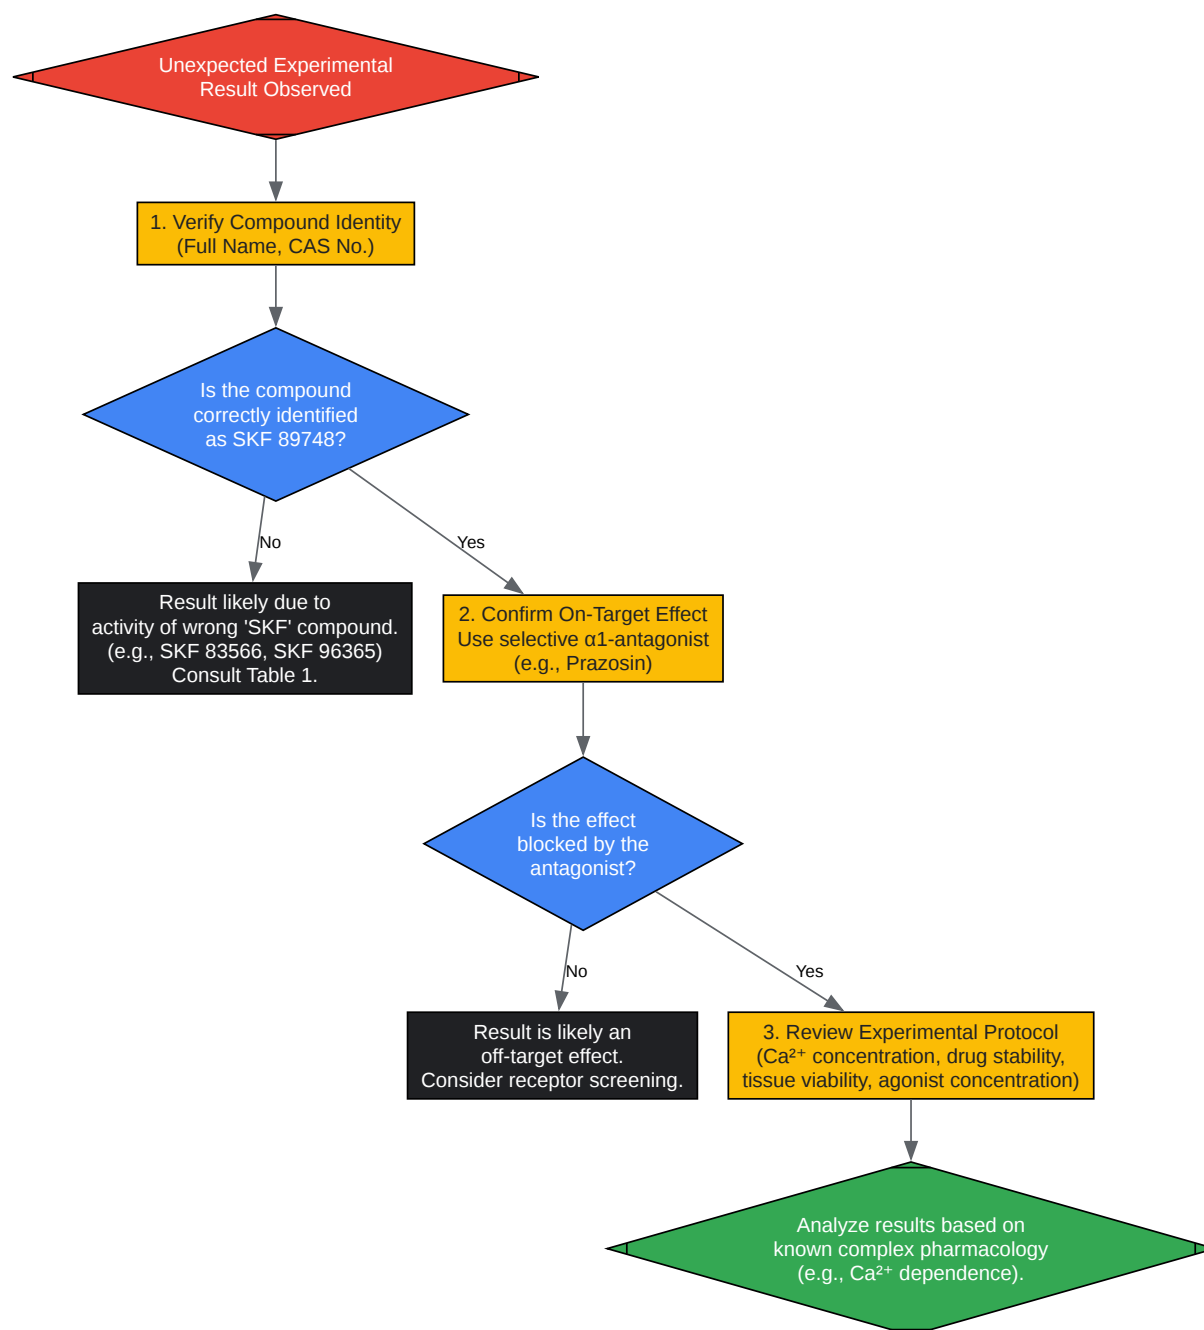 Unexpected Experimental
Result Observed
1. Verify Compound Identity
(Full Name, CAS No.)
Is the compound
correctly identified
as SKF 89748?
No
Yes
Result likely due to
activity of wrong 'SKF' compound.
(e.g., SKF 83566, SKF 96365)
Consult Table 1.
2. Confirm On-Target Effect
Use selective α1-antagonist
(e.g., Prazosin)
Is the effect
blocked by the
antagonist?
No
Yes
Result is likely an
off-target effect.
Consider receptor screening.
3. Review Experimental Protocol
(Ca²⁺ concentration, drug stability,
tissue viability, agonist concentration)
Analyze results based on
known complex pharmacology
(e.g., Ca²⁺ dependence).